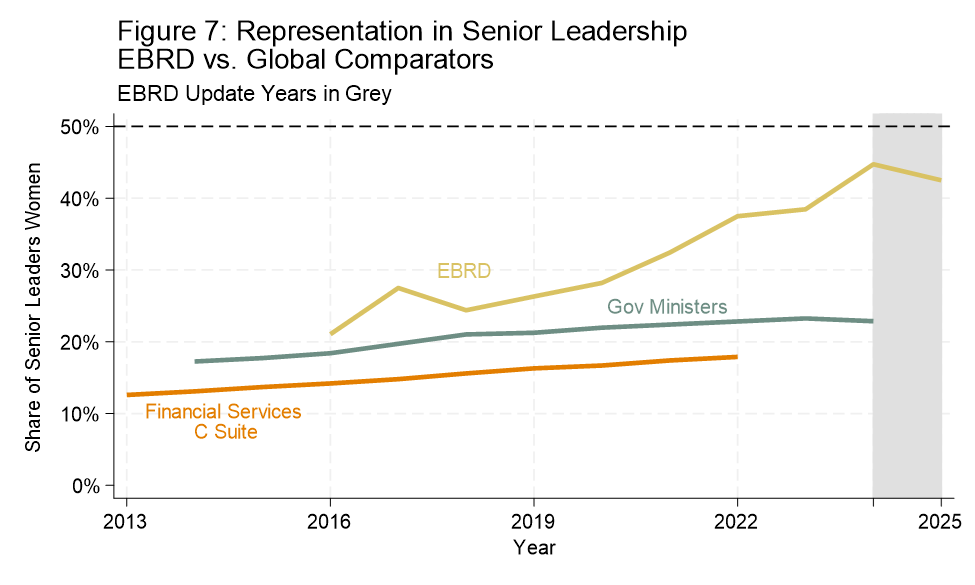 Figure 7: Representation in Senior Leadership
EBRD vs. Global Comparators
EBRD Update Years in Grey
Share of Senior Leaders Women
50%
40%
30%
20%
10%
0%
EBRD
Gov Ministers
Financial Services
C Suite
2013
2016
2019
2022
2025
Year